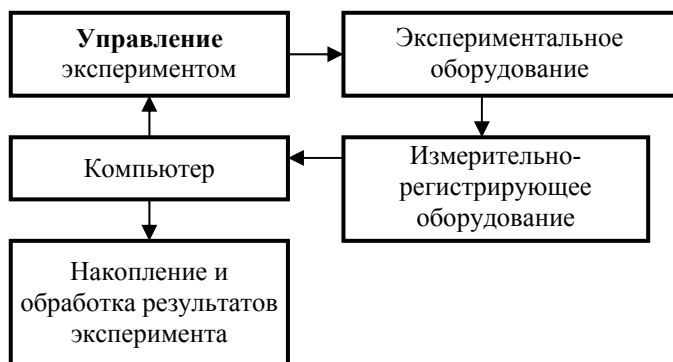 Управление
экспериментом
Экспериментальное
оборудование
Компьютер
Измерительно-
регистрирующее
оборудование
Накопление и
обработка результатов
эксперимента